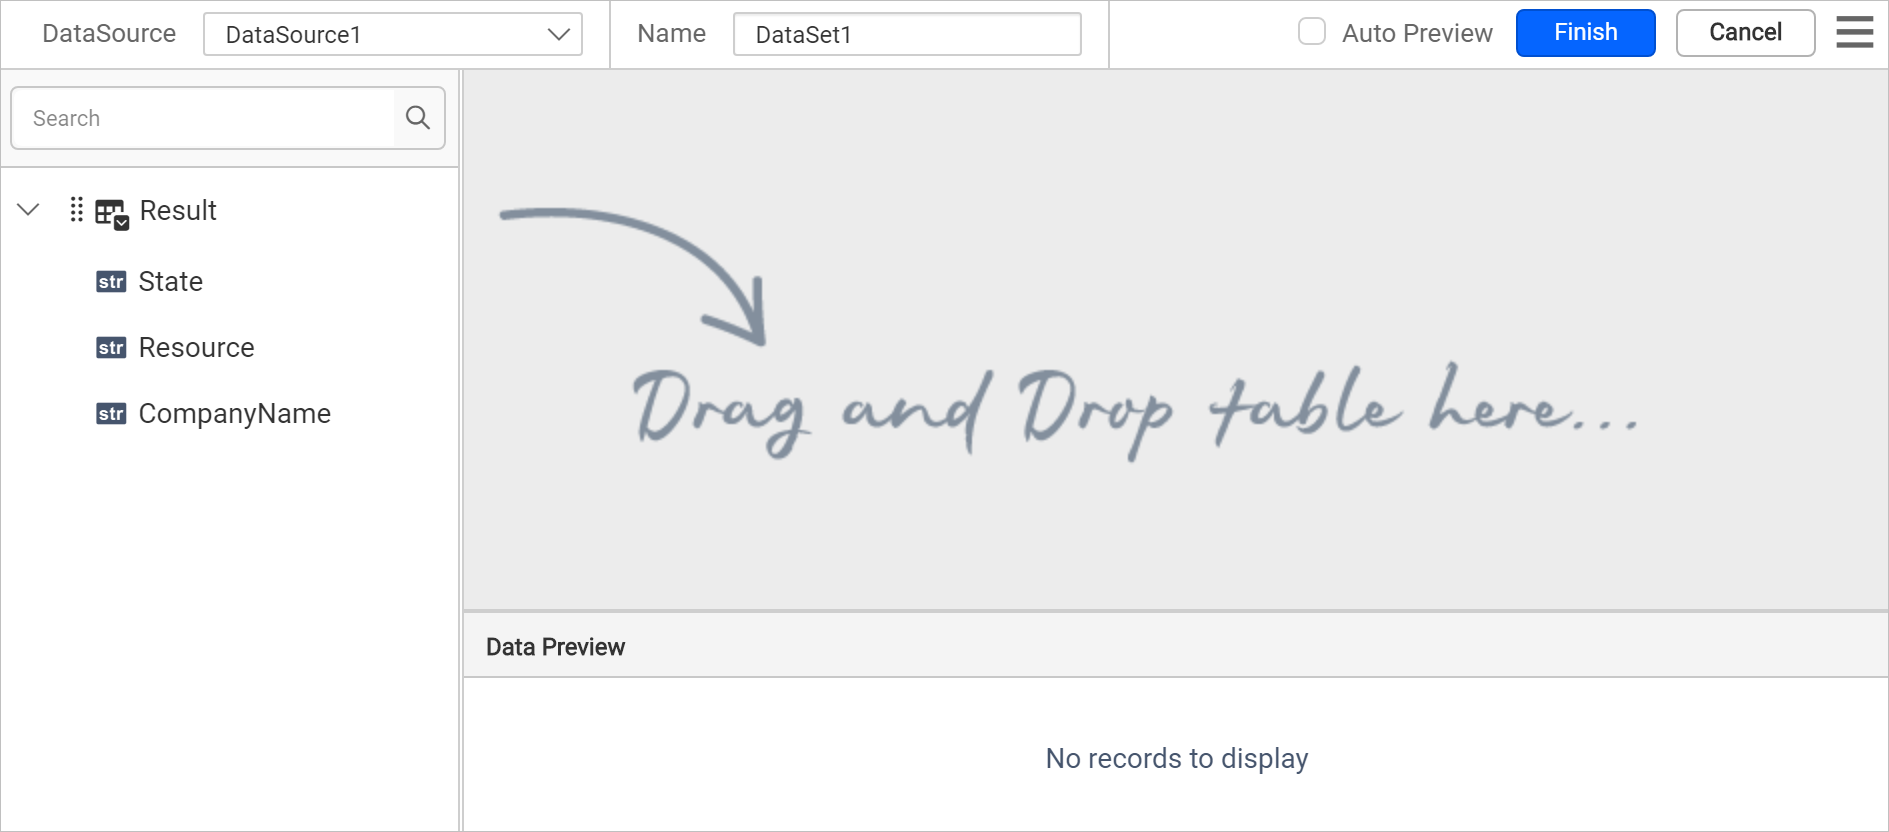 DataSource DataSource1 Name DataSet1 Auto Preview Finish Cancel
Search
Result
str State
str Resource
str CompanyName
Drag and Drop table here...
Data Preview
No records to display